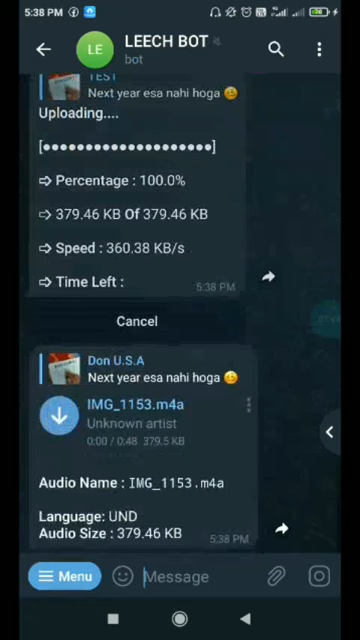 5:38 PM
LE
LEECH BOT
bot
TEST
Next year esa nahi hoga 🥲
Uploading....
[●●●●●●●●●●●●●●●●●●●●]
➩ Percentage : 100.0%
➩ 379.46 KB Of 379.46 KB
➩ Speed : 360.38 KB/s
➩ Time Left :
5:38 PM
Cancel
Don U.S.A
Next year esa nahi hoga 🥲
IMG_1153.m4a
Unknown artist
0:00 / 0:48 379.5 KB
Audio Name : IMG_1153.m4a
Language: UND
Audio Size : 379.46 KB
5:38 PM
Menu
Message